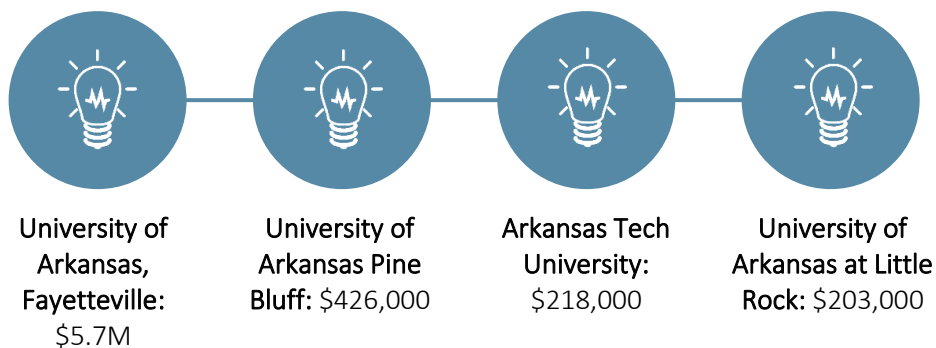 University of
Arkansas,
Fayetteville:
$5.7M
University of
Arkansas Pine
Bluff: $426,000
Arkansas Tech
University:
$218,000
University of
Arkansas at Little
Rock: $203,000